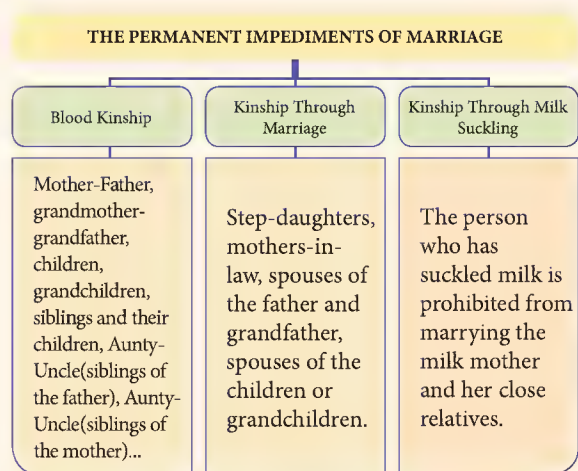 THE PERMANENT IMPEDIMENTS OF MARRIAGE
Blood Kinship
Kinship Through
Marriage
Kinship Through Milk
Suckling
Mother-Father,
grandmother-
grandfather,
children,
grandchildren,
siblings and their
children, Aunty-
Uncle(siblings of
the father), Aunty-
Uncle(siblings of
the mother)...
Step-daughters,
mothers-in-
law, spouses of
the father and
grandfather,
spouses of the
children or
grandchildren.
The person
who has
suckled milk is
prohibited from
marrying the
milk mother
and her close
relatives.